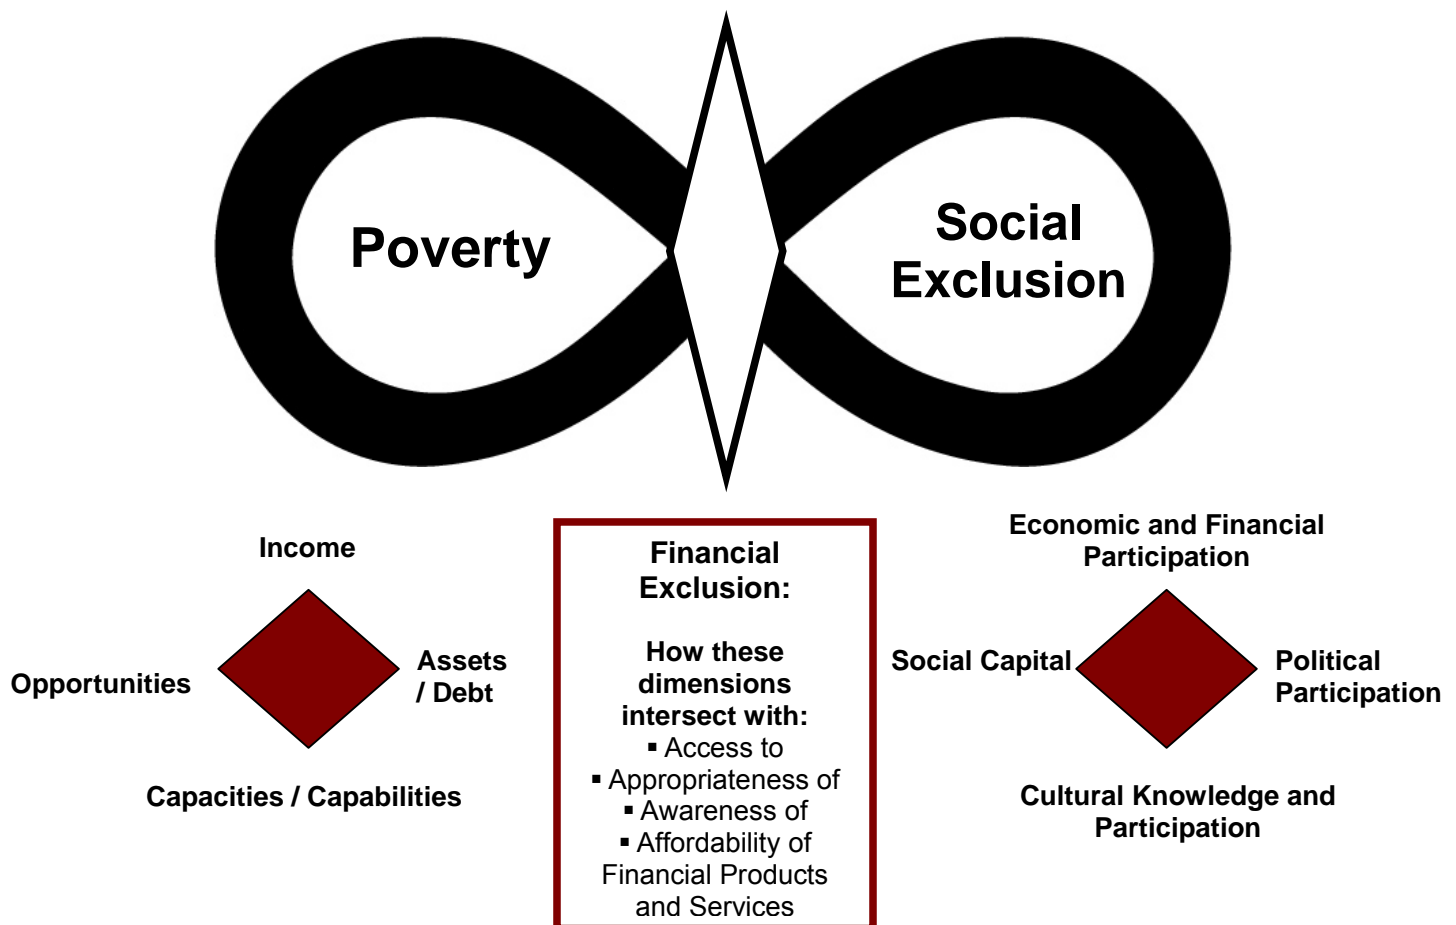 Poverty
Social
Exclusion
Income
Opportunities
Assets
/ Debt
Capacities / Capabilities
Financial
Exclusion:
How these
dimensions
intersect with:
▪ Access to
▪ Appropriateness of
▪ Awareness of
▪ Affordability of
Financial Products
and Services
Economic and Financial
Participation
Social Capital
Political
Participation
Cultural Knowledge and
Participation